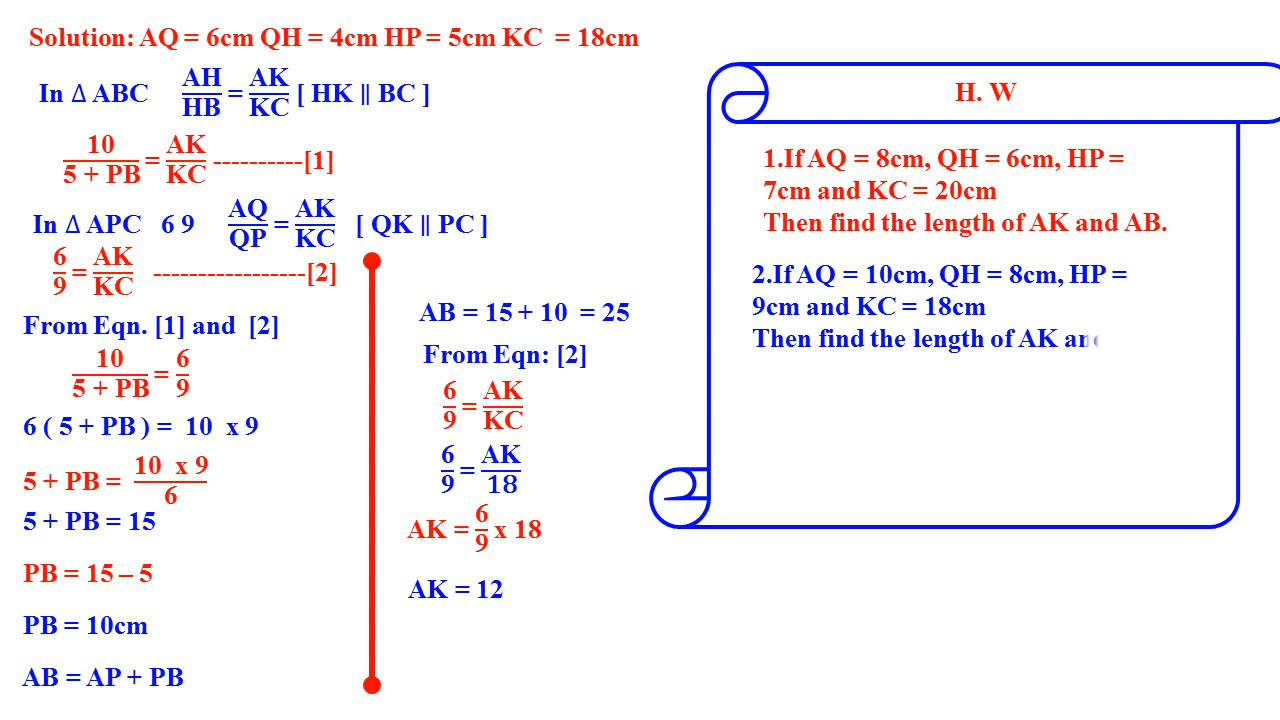 Solution: AQ = 6cm QH = 4cm HP = 5cm KC = 18cm
In Δ ABC AH/HB = AK/KC [ HK || BC ]
10/(5 + PB) = AK/KC ----------[1]
In Δ APC 6 9 AQ/QP = AK/KC [ QK || PC ]
6/9 = AK/KC -----------------[2]
From Eqn. [1] and [2]
10/(5 + PB) = 6/9
6 ( 5 + PB ) = 10 x 9
5 + PB = (10 x 9)/6
5 + PB = 15
PB = 15 – 5
PB = 10cm
AB = AP + PB
AB = 15 + 10 = 25
From Eqn: [2]
6/9 = AK/KC
6/9 = AK/18
AK = 6/9 x 18
AK = 12
H. W
1.If AQ = 8cm, QH = 6cm, HP =
7cm and KC = 20cm
Then find the length of AK and AB.
2.If AQ = 10cm, QH = 8cm, HP =
9cm and KC = 18cm
Then find the length of AK